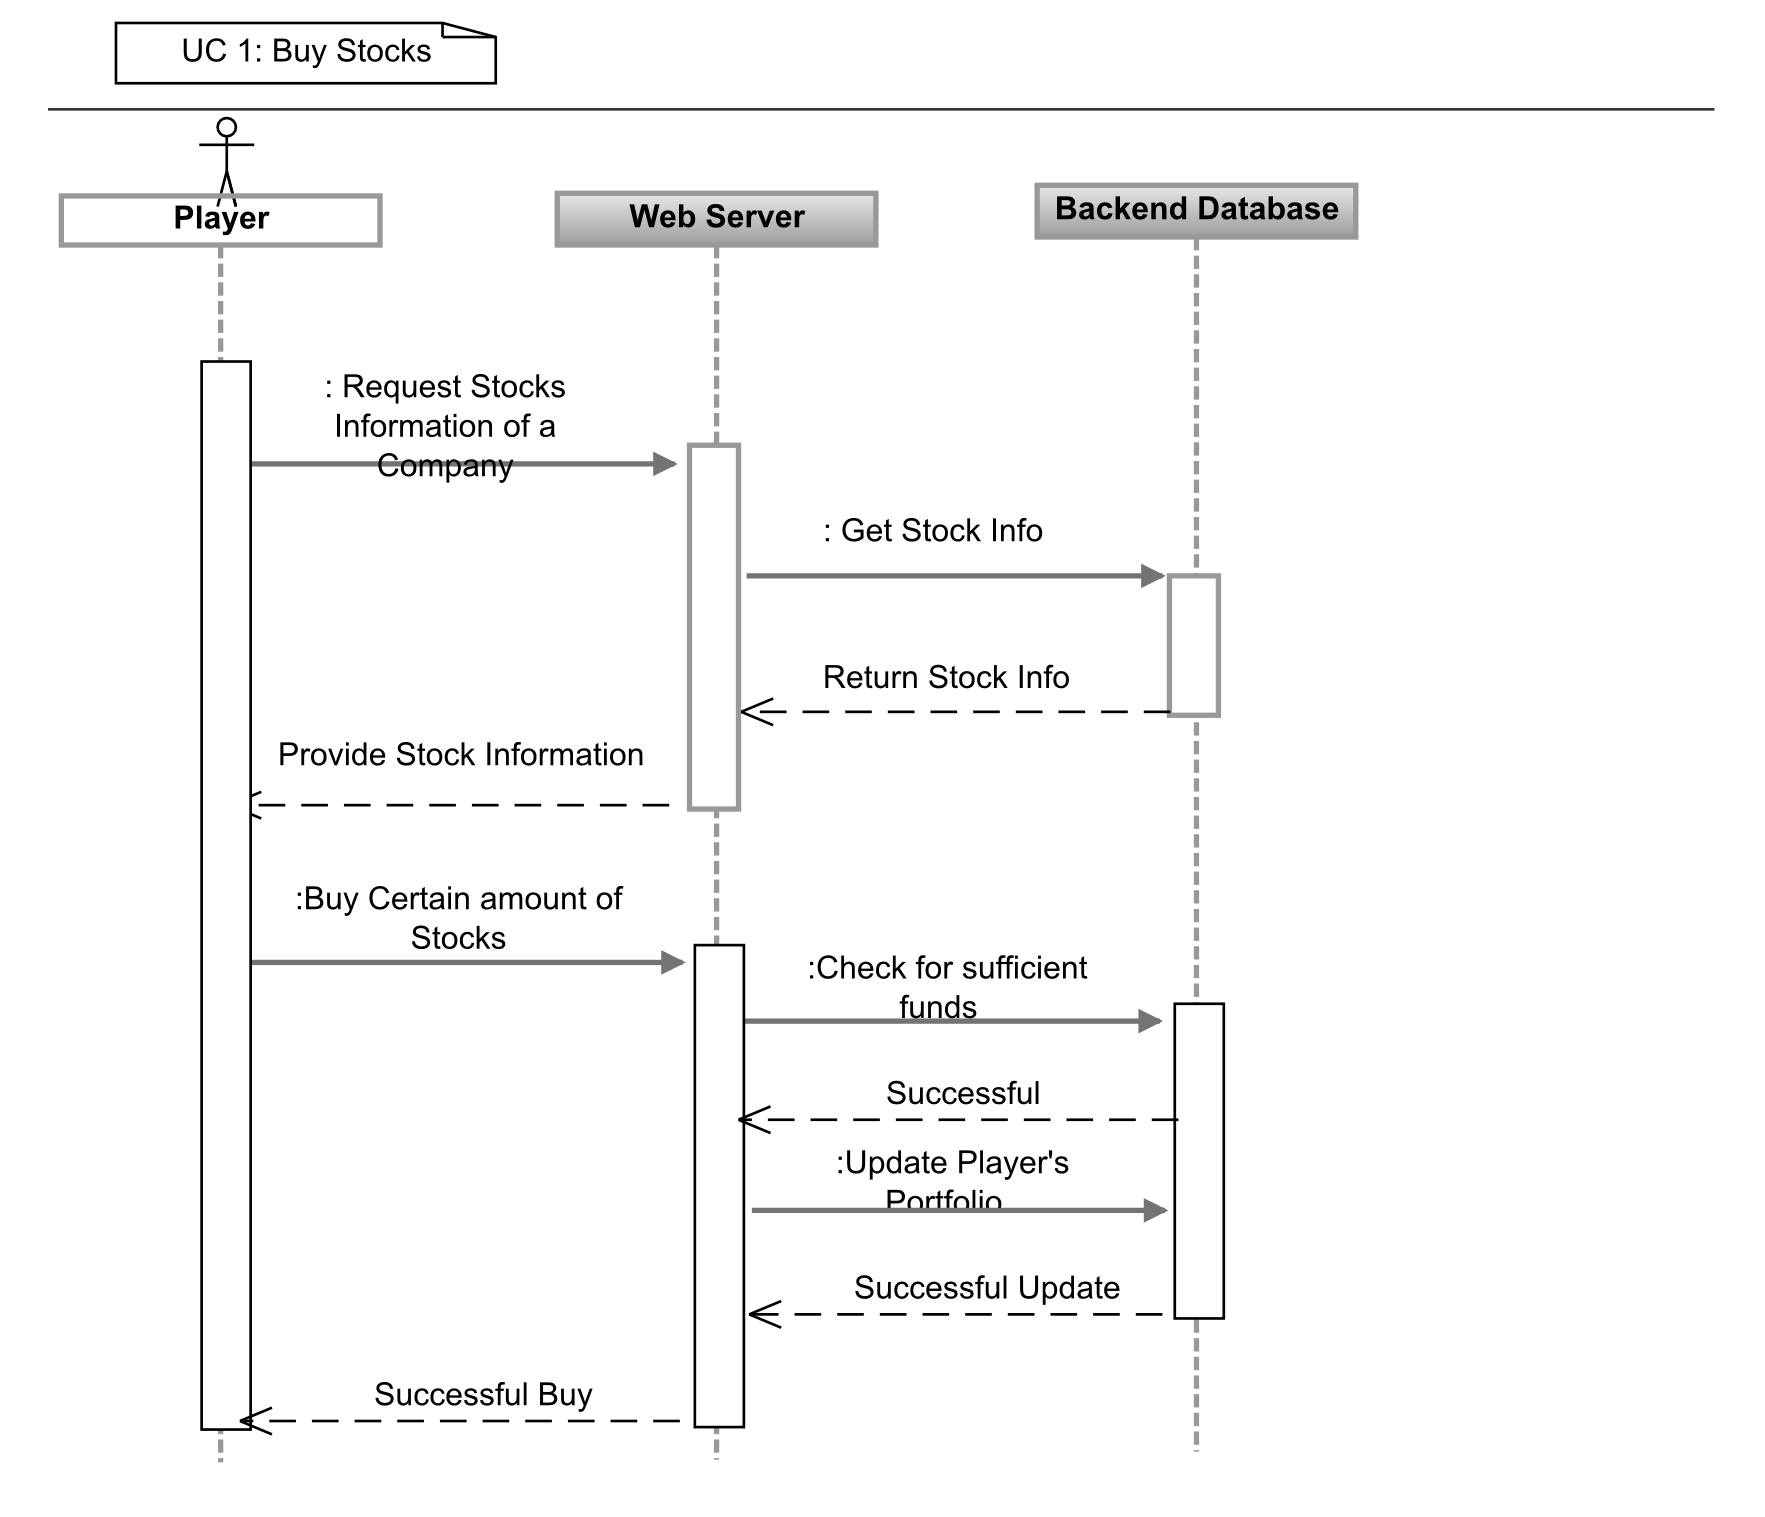 UC 1: Buy Stocks
Player
Web Server
Backend Database
: Request Stocks
Information of a
Company
: Get Stock Info
Return Stock Info
Provide Stock Information
:Buy Certain amount of
Stocks
:Check for sufficient
funds
Successful
:Update Player's
Portfolio
Successful Update
Successful Buy